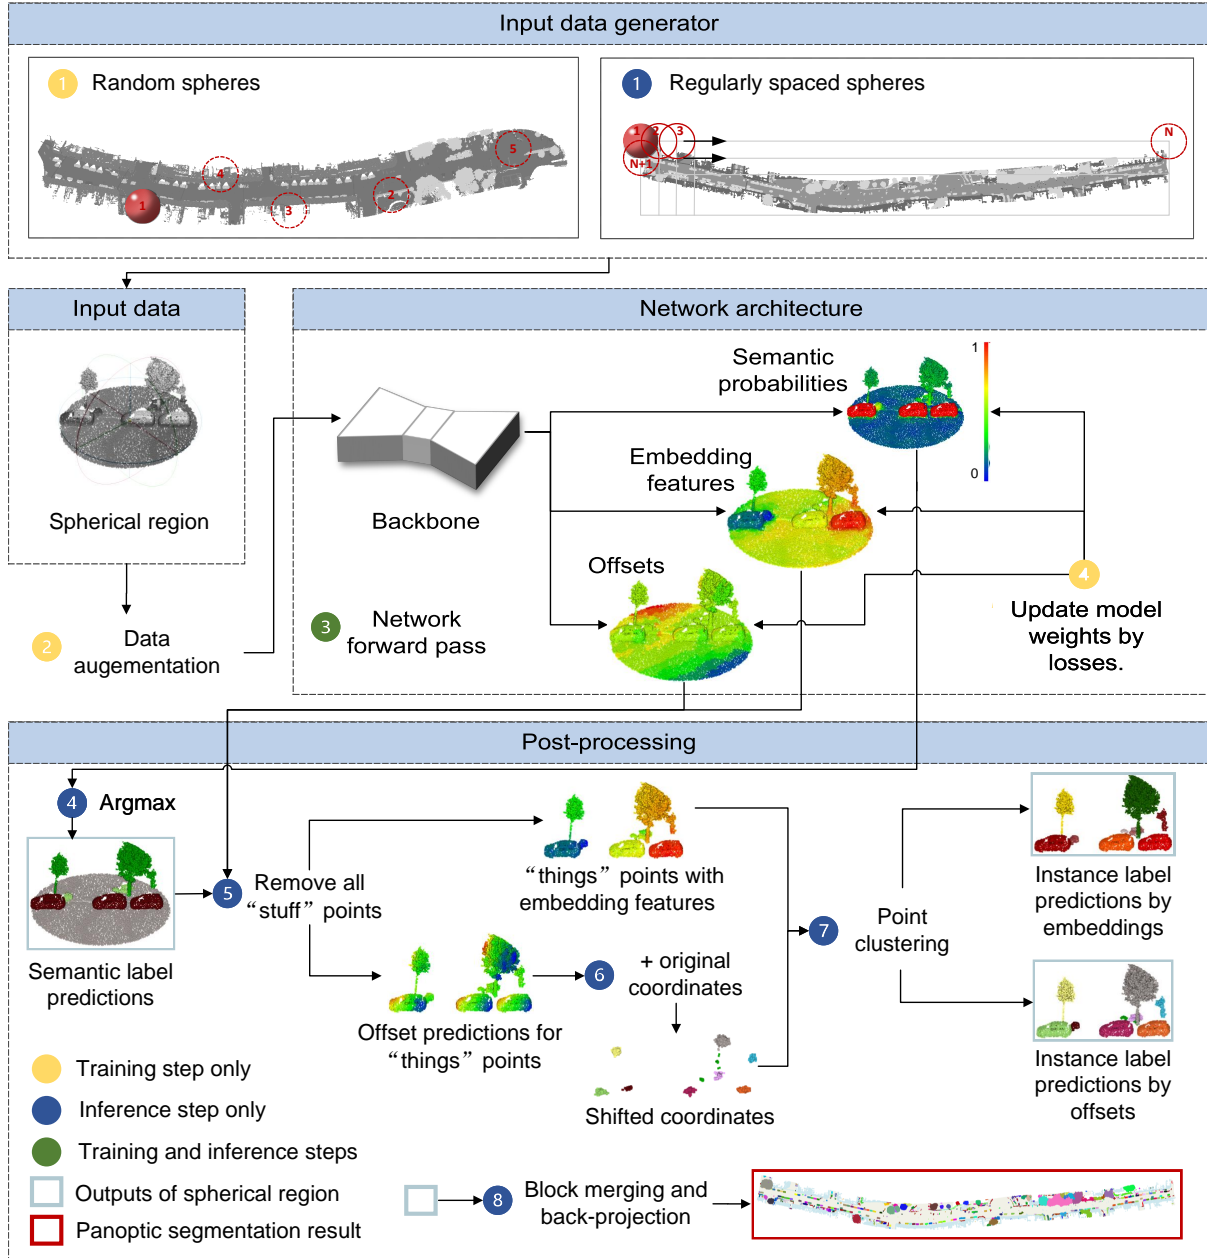 Input data generator
1 Random spheres
1 2 3 4 5
1 Regularly spaced spheres
1 2 3 N
N+1
Input data
Spherical region
2 Data
augementation
Network architecture
Backbone
3 Network
forward pass
Semantic
probabilities
1
0
Embedding
features
Offsets
4
Update model
weights by
losses.
Post-processing
4 Argmax
Semantic label
predictions
5 Remove all
“stuff” points
“things” points with
embedding features
Offset predictions for
“things” points
6 + original
coordinates
Shifted coordinates
7 Point
clustering
Instance label
predictions by
embeddings
Instance label
predictions by
offsets
Training step only
Inference step only
Training and inference steps
Outputs of spherical region
Panoptic segmentation result
8 Block merging and
back-projection